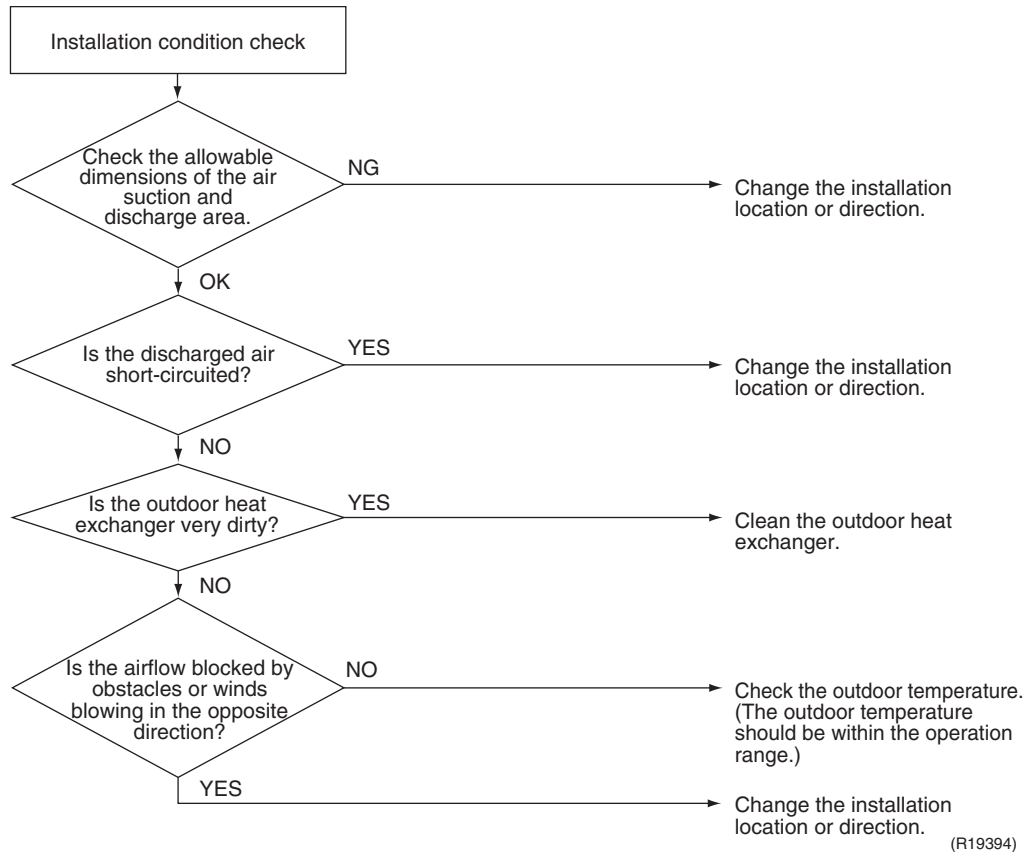 Installation condition check
Check the allowable
dimensions of the air
suction and
discharge area.
NG
Change the installation
location or direction.
OK
Is the discharged air
short-circuited?
YES
Change the installation
location or direction.
NO
Is the outdoor heat
exchanger very dirty?
YES
Clean the outdoor heat
exchanger.
NO
Is the airflow blocked by
obstacles or winds
blowing in the opposite
direction?
NO
Check the outdoor temperature.
(The outdoor temperature
should be within the operation
range.)
YES
Change the installation
location or direction.
(R19394)